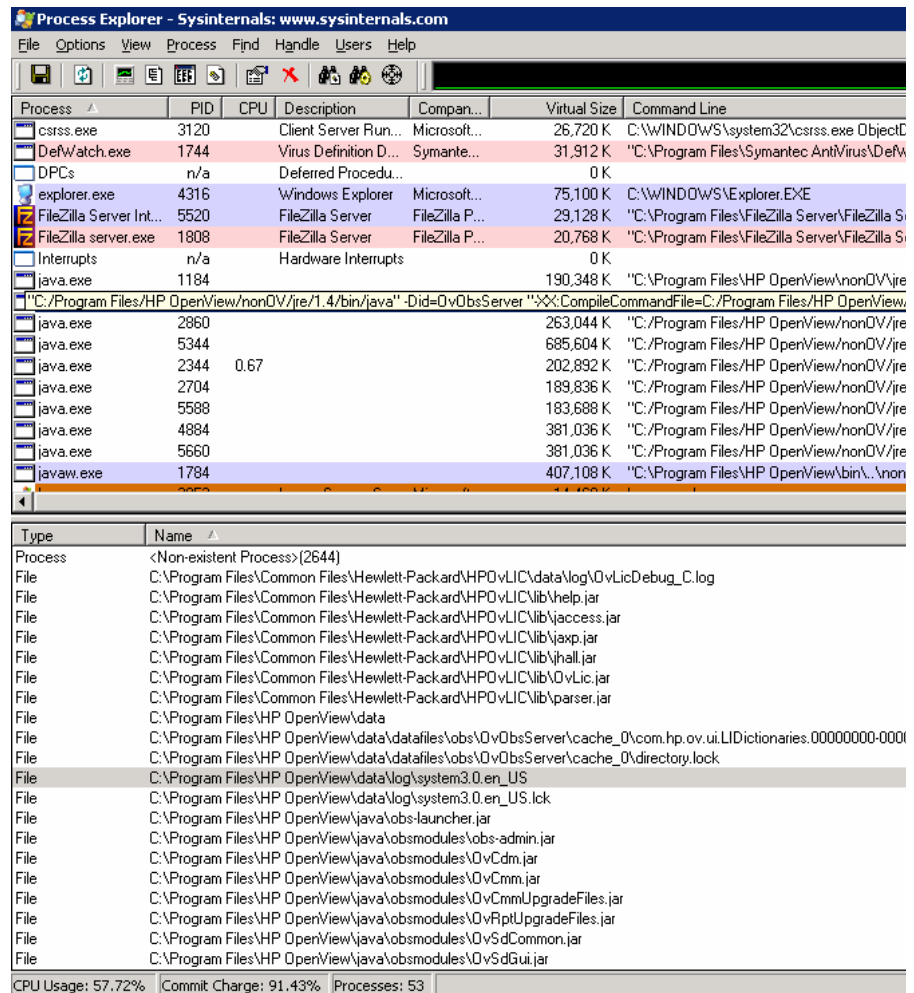 Process Explorer - Sysinternals: www.sysinternals.com
File Options View Process Find Handle Users Help
Process PID CPU Description Compan... Virtual Size Command Line
csrss.exe 3120 Client Server Run... Microsoft... 26,720 K C:\WINDOWS\system32\csrss.exe ObjectD
DefWatch.exe 1744 Virus Definition D... Symante... 31,912 K "C:\Program Files\Symantec AntiVirus\DefW
DPCs n/a Deferred Procedu... 0 K
explorer.exe 4316 Windows Explorer Microsoft... 75,100 K C:\WINDOWS\Explorer.EXE
FileZilla Server Int... 5520 FileZilla Server FileZilla P... 29,128 K "C:\Program Files\FileZilla Server\FileZilla Se
FileZilla server.exe 1808 FileZilla Server FileZilla P... 20,768 K "C:\Program Files\FileZilla Server\FileZilla Se
Interrupts n/a Hardware Interrupts 0 K
java.exe 1184 190,348 K "C:\Program Files\HP OpenView\nonOV\jre
"C:/Program Files/HP OpenView/nonOV/jre/1.4/bin/java" -Did=OvObsServer "-XX:CompileCommandFile=C:/Program Files/HP OpenView/
java.exe 2860 263,044 K "C:/Program Files/HP OpenView/nonOV/jre
java.exe 5344 685,604 K "C:/Program Files/HP OpenView/nonOV/jre
java.exe 2344 0.67 202,892 K "C:/Program Files/HP OpenView/nonOV/jre
java.exe 2704 189,836 K "C:/Program Files/HP OpenView/nonOV/jre
java.exe 5588 183,688 K "C:/Program Files/HP OpenView/nonOV/jre
java.exe 4884 381,036 K "C:/Program Files/HP OpenView/nonOV/jre
java.exe 5660 381,036 K "C:/Program Files/HP OpenView/nonOV/jre
javaw.exe 1784 407,108 K "C:\Program Files\HP OpenView\bin\..\non
Type Name
Process <Non-existent Process>(2644)
File C:\Program Files\Common Files\Hewlett-Packard\HPOvLIC\data\log\OvLicDebug_C.log
File C:\Program Files\Common Files\Hewlett-Packard\HPOvLIC\lib\help.jar
File C:\Program Files\Common Files\Hewlett-Packard\HPOvLIC\lib\jaccess.jar
File C:\Program Files\Common Files\Hewlett-Packard\HPOvLIC\lib\jaxp.jar
File C:\Program Files\Common Files\Hewlett-Packard\HPOvLIC\lib\jhall.jar
File C:\Program Files\Common Files\Hewlett-Packard\HPOvLIC\lib\OvLic.jar
File C:\Program Files\Common Files\Hewlett-Packard\HPOvLIC\lib\parser.jar
File C:\Program Files\HP OpenView\data
File C:\Program Files\HP OpenView\data\datafiles\obs\OvObsServer\cache_0\com.hp.ov.ui.LIDictionaries.00000000-0000
File C:\Program Files\HP OpenView\data\datafiles\obs\OvObsServer\cache_0\directory.lock
File C:\Program Files\HP OpenView\data\log\system3.0.en_US
File C:\Program Files\HP OpenView\data\log\system3.0.en_US.lck
File C:\Program Files\HP OpenView\java\obs-launcher.jar
File C:\Program Files\HP OpenView\java\obsmodules\obs-admin.jar
File C:\Program Files\HP OpenView\java\obsmodules\OvCdm.jar
File C:\Program Files\HP OpenView\java\obsmodules\OvCmm.jar
File C:\Program Files\HP OpenView\java\obsmodules\OvCmmUpgradeFiles.jar
File C:\Program Files\HP OpenView\java\obsmodules\OvRptUpgradeFiles.jar
File C:\Program Files\HP OpenView\java\obsmodules\OvSdCommon.jar
File C:\Program Files\HP OpenView\java\obsmodules\OvSdGui.jar
CPU Usage: 57.72% Commit Charge: 91.43% Processes: 53